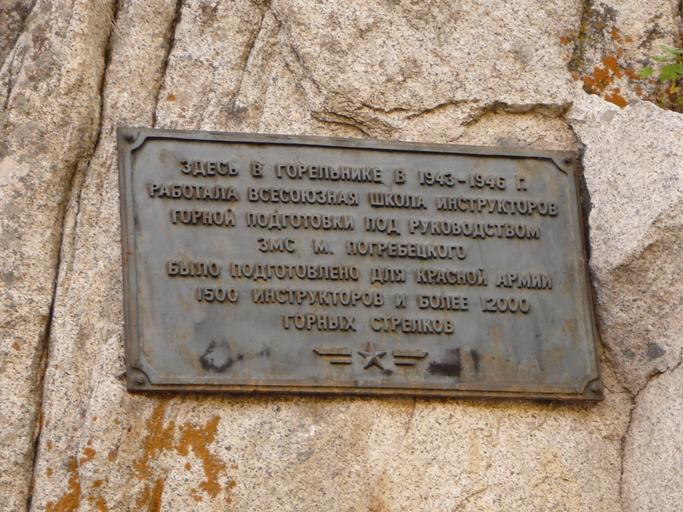 ЗДЕСЬ В ГОРЕЛЬНИКЕ В 1943-1946 Г.
РАБОТАЛА ВСЕСОЮЗНАЯ ШКОЛА ИНСТРУКТОРОВ
ГОРНОЙ ПОДГОТОВКИ ПОД РУКОВОДСТВОМ
ЗМС М. ПОГРЕБЕЦКОГО
БЫЛО ПОДГОТОВЛЕНО ДЛЯ КРАСНОЙ АРМИИ
1500 ИНСТРУКТОРОВ И БОЛЕЕ 12000
ГОРНЫХ СТРЕЛКОВ